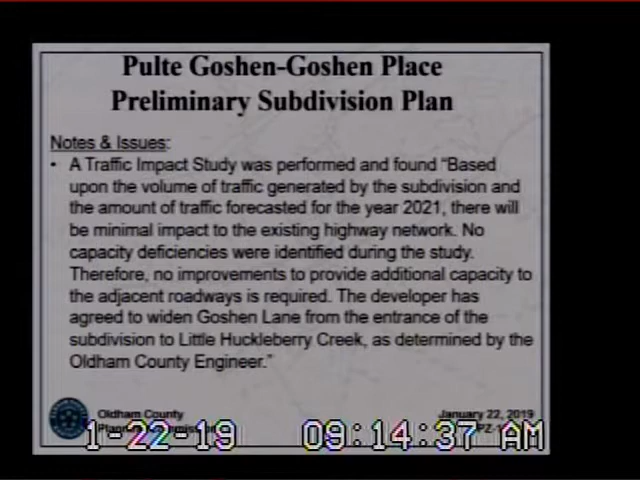 Pulte Goshen-Goshen Place
Preliminary Subdivision Plan
Notes & Issues:
• A Traffic Impact Study was performed and found “Based
upon the volume of traffic generated by the subdivision and
the amount of traffic forecasted for the year 2021, there will
be minimal impact to the existing highway network. No
capacity deficiencies were identified during the study.
Therefore, no improvements to provide additional capacity to
the adjacent roadways is required. The developer has
agreed to widen Goshen Lane from the entrance of the
subdivision to Little Huckleberry Creek, as determined by the
Oldham County Engineer.”
Oldham County
January 22, 2019
1-22-19 09:14:37 AM